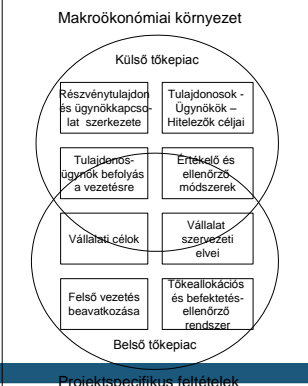 Makroökonómiai környezet
Külső tőkepiac
Részvénytulajdon
és ügynökkapcso-
lat szerkezete
Tulajdonosok -
Ügynökök –
Hitelezők céljai
Tulajdonos-
ügynök befolyás
a vezetésre
Értékelő és
ellenőrző
módszerek
Vállalati célok
Vállalat
szervezeti
elvei
Felső vezetés
beavatkozása
Tőkeallokációs
és befektetés-
ellenőrző
rendszer
Belső tőkepiac
Projektspecifikus feltételek